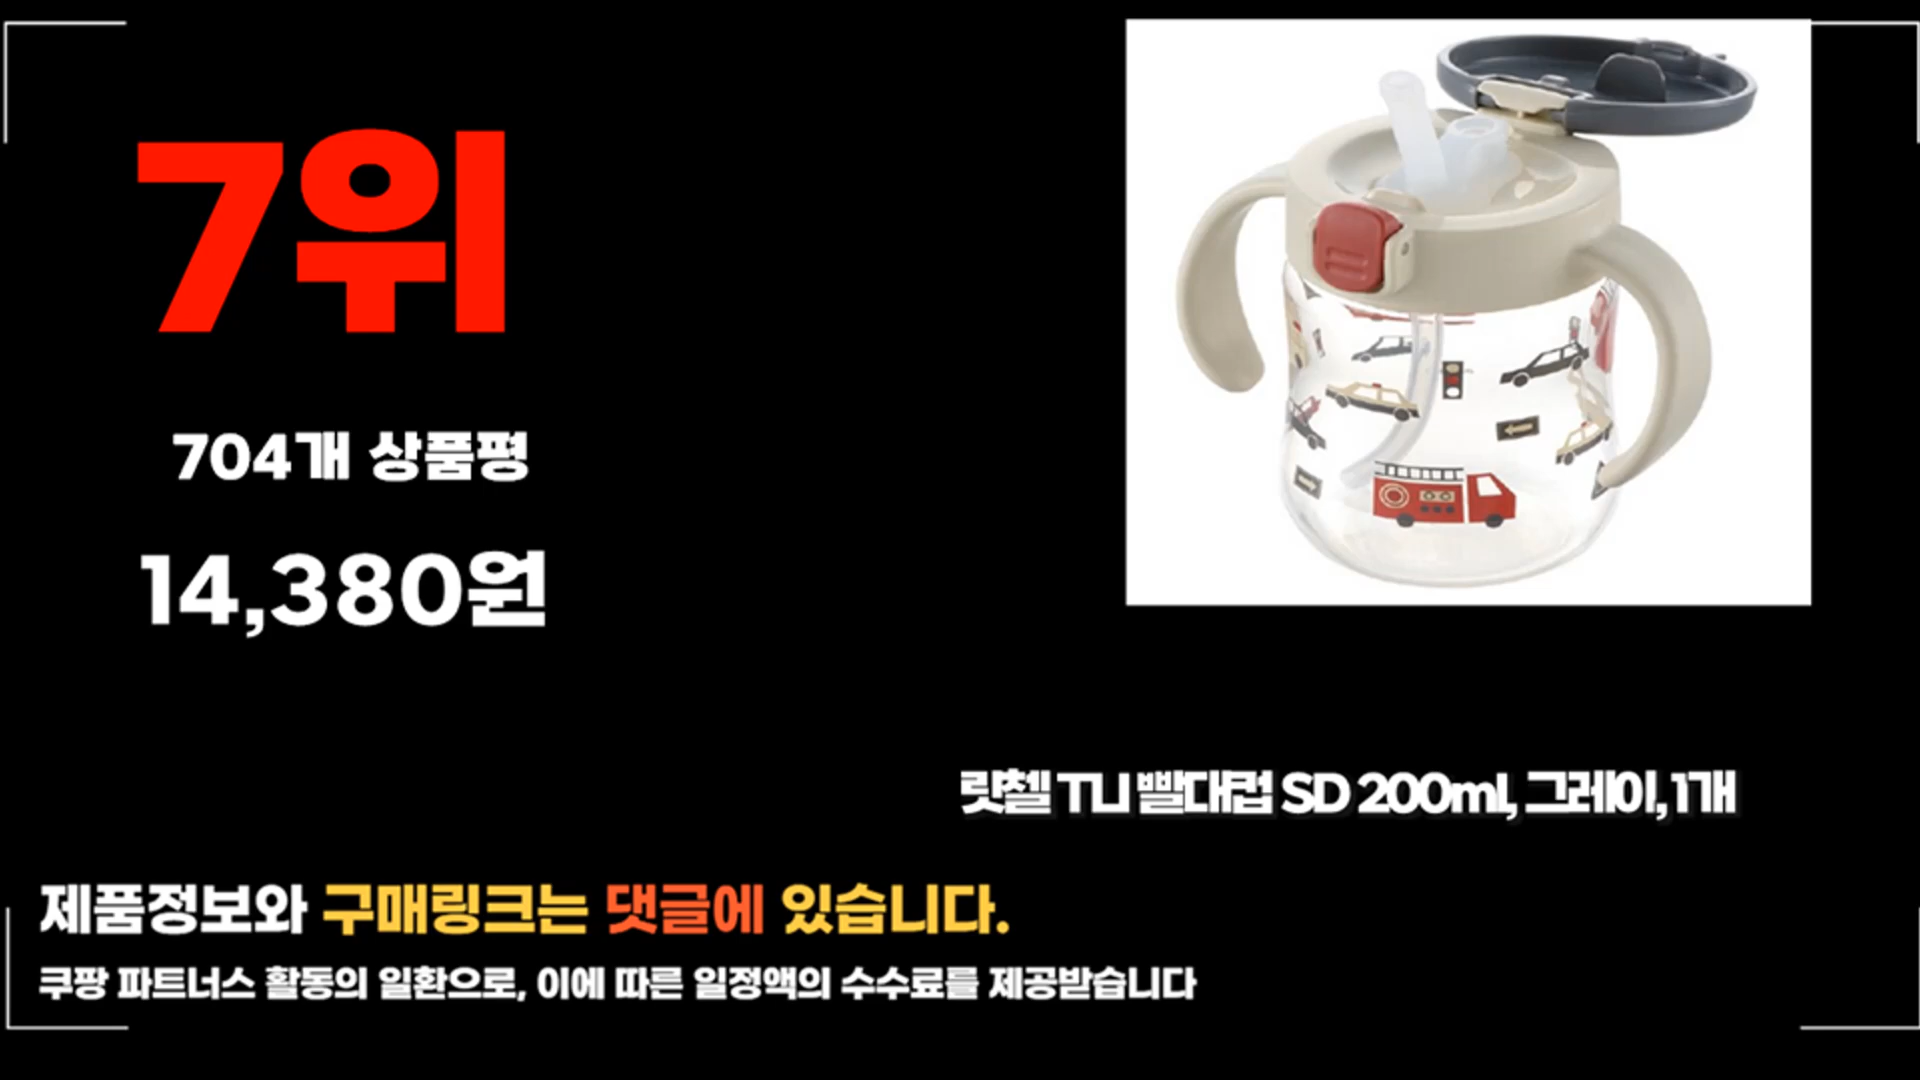 7위
704개 상품평
14,380원
릿첼 TLI 빨대컵 SD 200ml, 그레이, 1개
제품정보와 구매링크는 댓글에 있습니다.
쿠팡 파트너스 활동의 일환으로, 이에 따른 일정액의 수수료를 제공받습니다